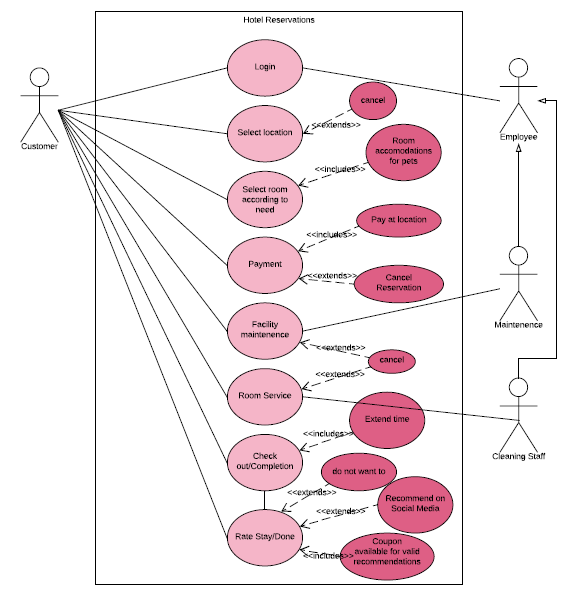 Hotel Reservations
Login
cancel
Employee
Customer
Select location
<<extends>>
Room
accomodations
for pets
<<includes>>
Select room
according to
need
Pay at location
<<includes>>
Payment
<<extends>>
Cancel
Reservation
Facility
maintenence
Maintenence
<<extends>>
cancel
<<extends>>
Room Service
Extend time
<<includes>>
Cleaning Staff
Check
out/Completion
do not want to
<<extends>>
Recommend on
Social Media
<<extends>>
Rate Stay/Done
Coupon
available for valid
recommendations
<<includes>>